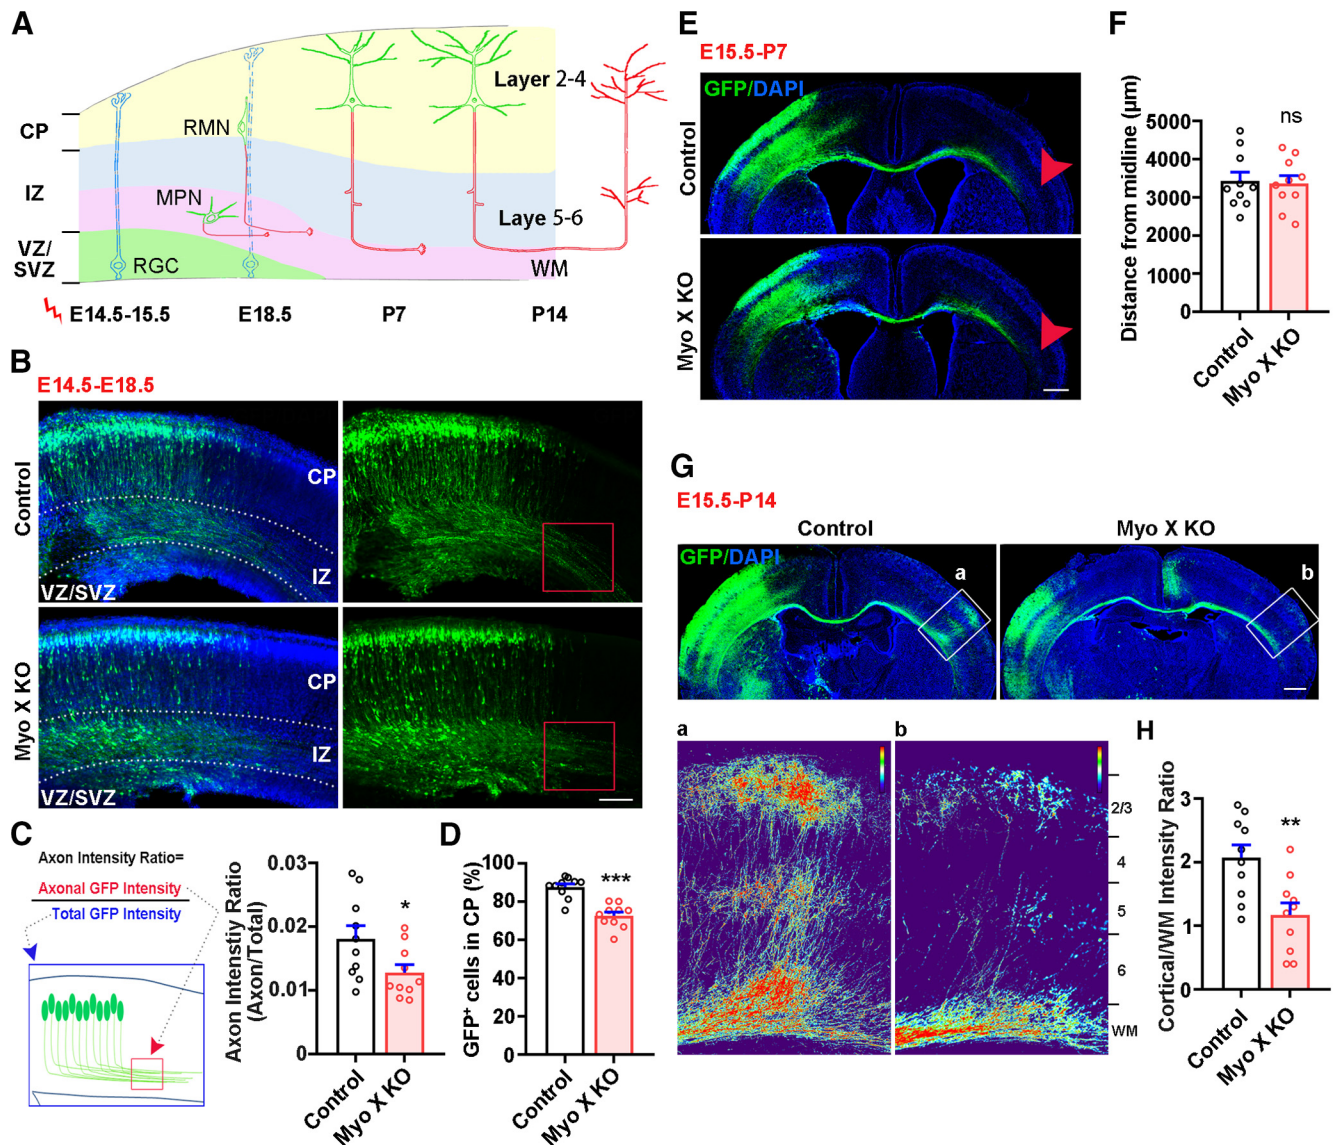 A
CP
IZ
VZ/
SVZ
RMN
MPN
RGC
Layer 2-4
Laye 5-6
WM
E14.5-15.5
E18.5
P7
P14
B
E14.5-E18.5
Control
CP
IZ
VZ/SVZ
Myo X KO
CP
IZ
VZ/SVZ
C
Axon Intensity Ratio=
Axonal GFP Intensity
Total GFP Intensity
Axon Intenstiy Ratio
(Axon/Total)
0.03
0.02
0.01
0
*
Control
Myo X KO
D
GFP+ cells in CP (%)
100
80
60
40
20
0
***
Control
Myo X KO
E
E15.5-P7
GFP/DAPI
Control
Myo X KO
F
Distance from midline (μm)
5000
4000
3000
2000
1000
0
ns
Control
Myo X KO
G
E15.5-P14
Control
Myo X KO
GFP/DAPI
a
b
a
b
2/3
4
5
6
WM
H
Cortical/WM Intensity Ratio
3
2
1
0
**
Control
Myo X KO